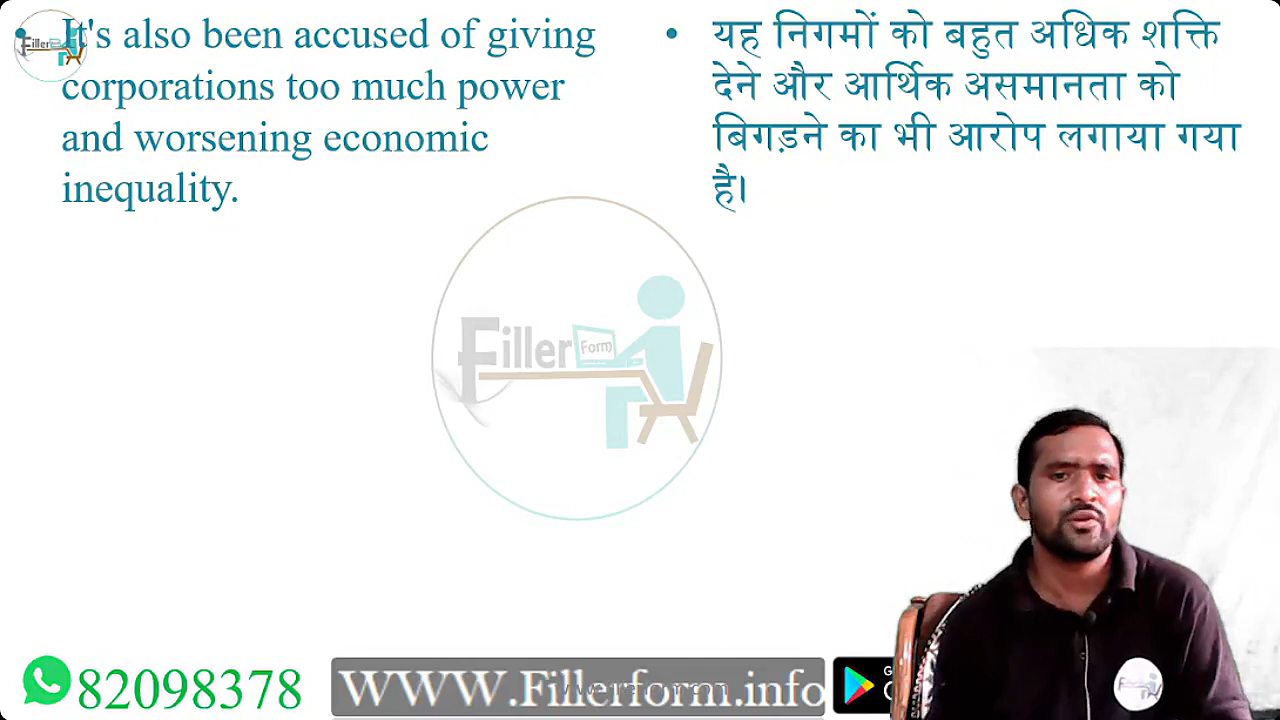 It's also been accused of giving
corporations too much power
and worsening economic
inequality.
यह निगमों को बहुत अधिक शक्ति
देने और आर्थिक असमानता को
बिगड़ने का भी आरोप लगाया गया
है।
Filler Form
82098378
WWW.Fillerform.info